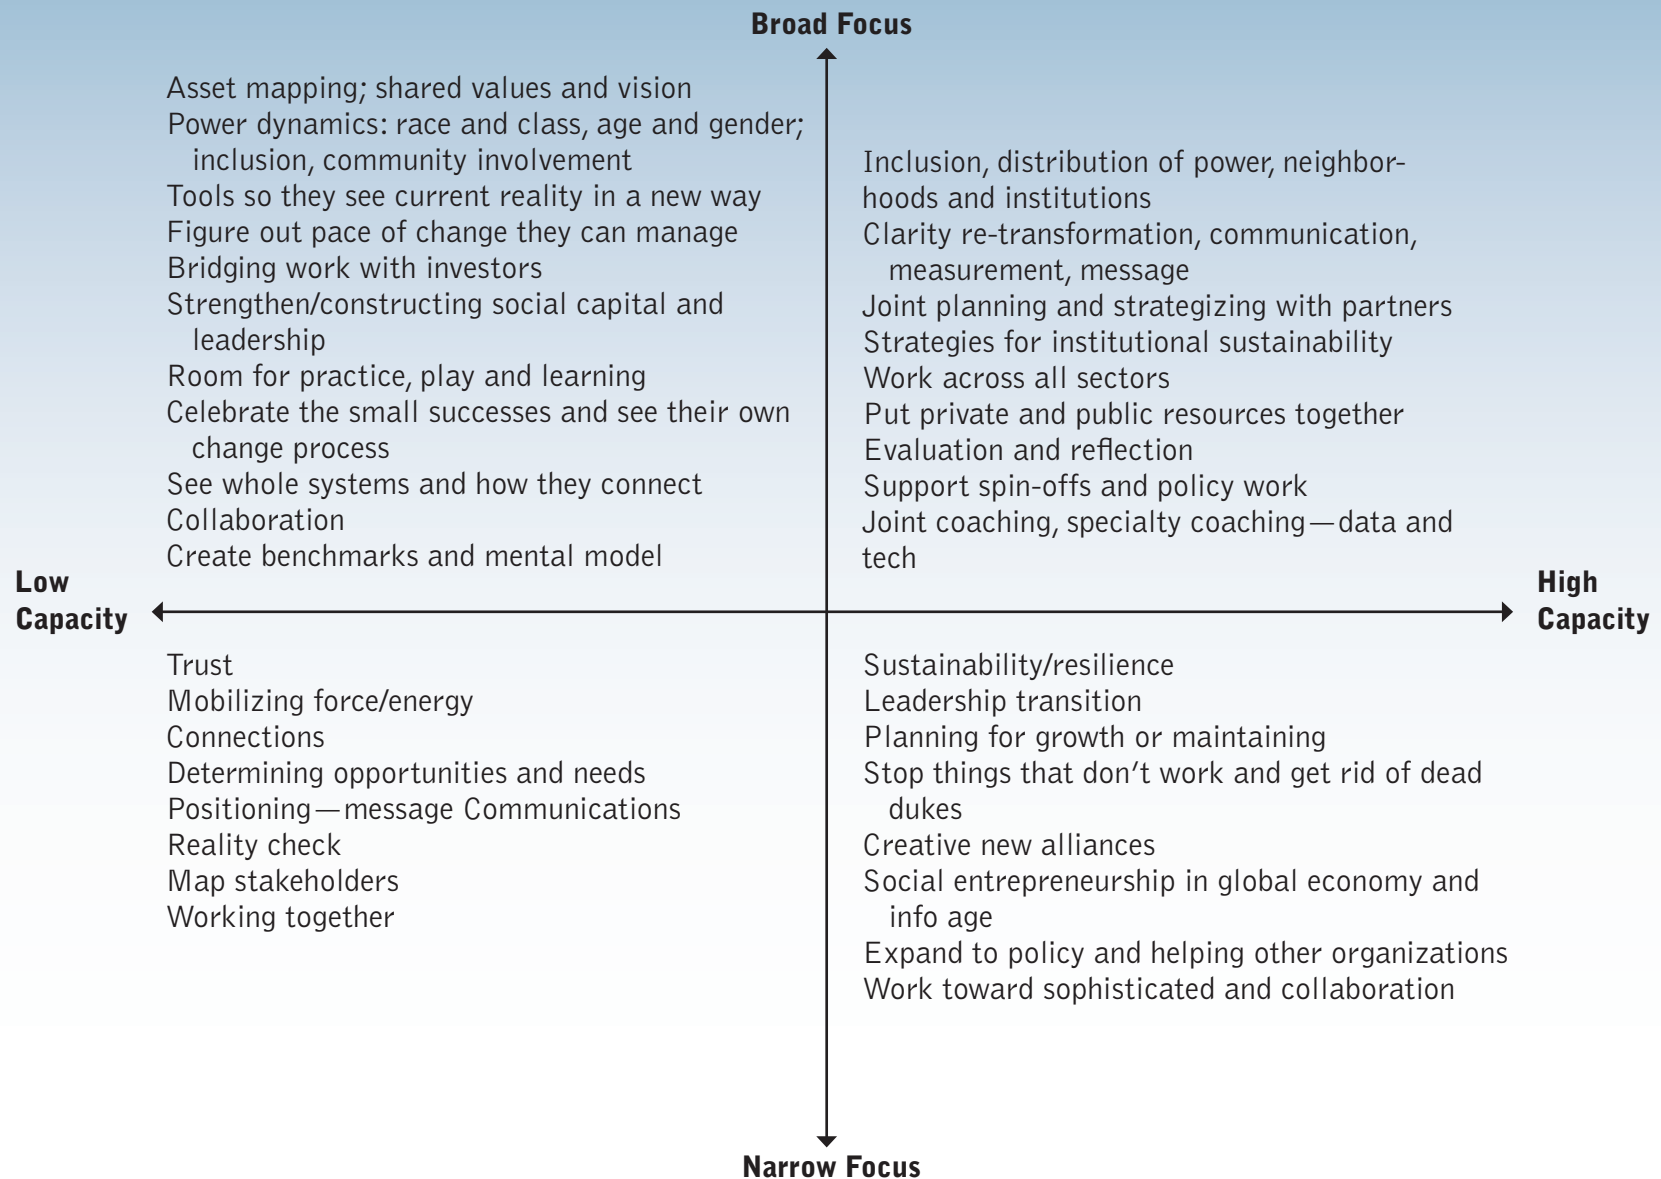 Broad Focus
Asset mapping; shared values and vision
Power dynamics: race and class, age and gender;
inclusion, community involvement
Tools so they see current reality in a new way
Figure out pace of change they can manage
Bridging work with investors
Strengthen/constructing social capital and
leadership
Room for practice, play and learning
Celebrate the small successes and see their own
change process
See whole systems and how they connect
Collaboration
Create benchmarks and mental model
Inclusion, distribution of power, neighbor-
hoods and institutions
Clarity re-transformation, communication,
measurement, message
Joint planning and strategizing with partners
Strategies for institutional sustainability
Work across all sectors
Put private and public resources together
Evaluation and reflection
Support spin-offs and policy work
Joint coaching, specialty coaching—data and
tech
Low
Capacity
High
Capacity
Trust
Mobilizing force/energy
Connections
Determining opportunities and needs
Positioning—message Communications
Reality check
Map stakeholders
Working together
Sustainability/resilience
Leadership transition
Planning for growth or maintaining
Stop things that don't work and get rid of dead
dukes
Creative new alliances
Social entrepreneurship in global economy and
info age
Expand to policy and helping other organizations
Work toward sophisticated and collaboration
Narrow Focus